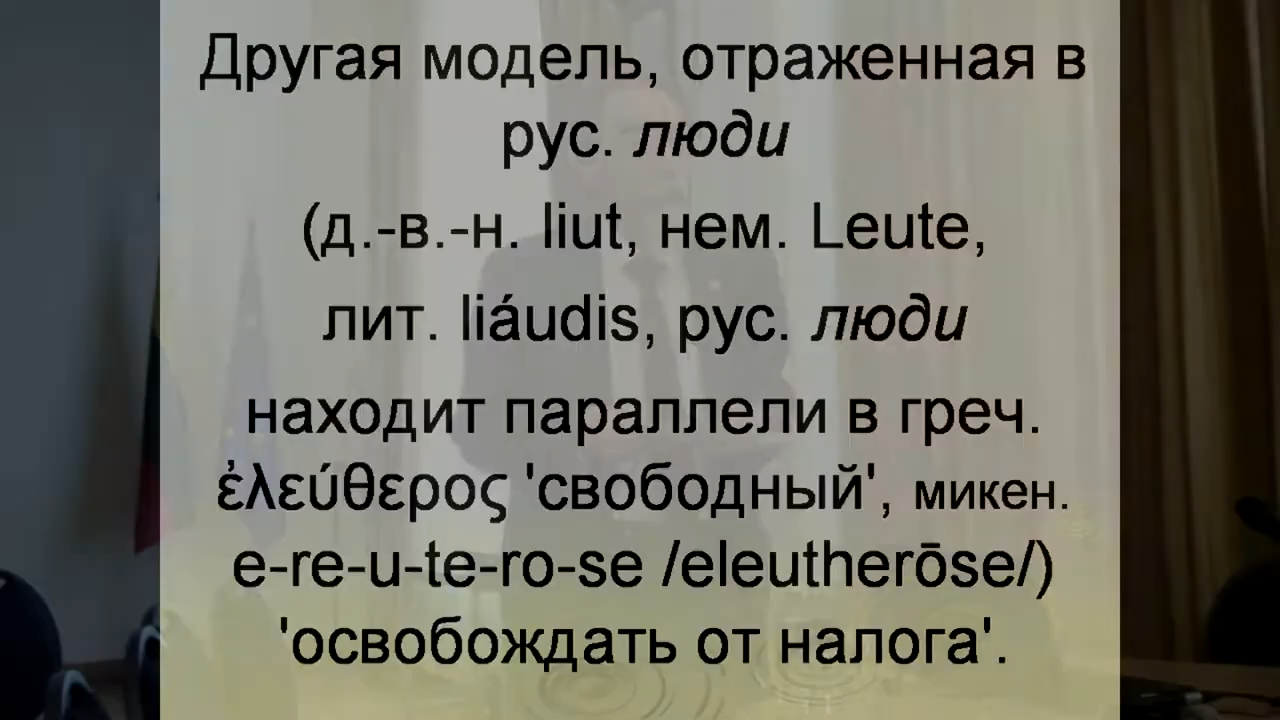 Другая модель, отраженная в
рус. люди
(д.-в.-н. liut, нем. Leute,
лит. liáudis, рус. люди
находит параллели в греч.
ἐλεύθερος 'свободный', микен.
e-re-u-te-ro-se /eleutherōse/)
'освобождать от налога'.